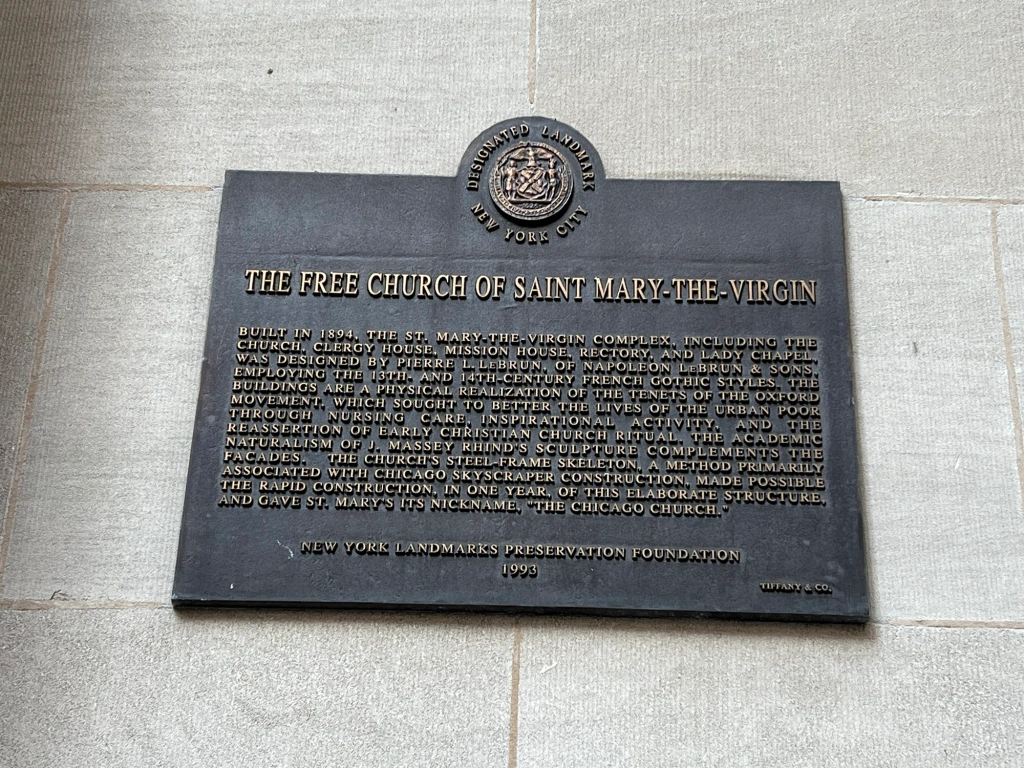 DESIGNATED LANDMARK
NEW YORK CITY
THE FREE CHURCH OF SAINT MARY-THE-VIRGIN
BUILT IN 1894, THE ST. MARY-THE-VIRGIN COMPLEX, INCLUDING THE
CHURCH, CLERGY HOUSE, MISSION HOUSE, RECTORY, AND LADY CHAPEL,
WAS DESIGNED BY PIERRE L. LEBRUN, OF NAPOLEON LEBRUN & SONS,
EMPLOYING THE 13TH- AND 14TH-CENTURY FRENCH GOTHIC STYLES. THE
BUILDINGS ARE A PHYSICAL REALIZATION OF THE TENETS OF THE OXFORD
MOVEMENT, WHICH SOUGHT TO BETTER THE LIVES OF THE URBAN POOR
THROUGH NURSING CARE, INSPIRATIONAL ACTIVITY, AND THE
REASSERTION OF EARLY CHRISTIAN CHURCH RITUAL. THE ACADEMIC
NATURALISM OF J. MASSEY RHIND'S SCULPTURE COMPLEMENTS THE
FACADES. THE CHURCH'S STEEL-FRAME SKELETON, A METHOD PRIMARILY
ASSOCIATED WITH CHICAGO SKYSCRAPER CONSTRUCTION, MADE POSSIBLE
THE RAPID CONSTRUCTION, IN ONE YEAR, OF THIS ELABORATE STRUCTURE,
AND GAVE ST. MARY'S ITS NICKNAME, "THE CHICAGO CHURCH."
NEW YORK LANDMARKS PRESERVATION FOUNDATION
1993
TIFFANY & CO.